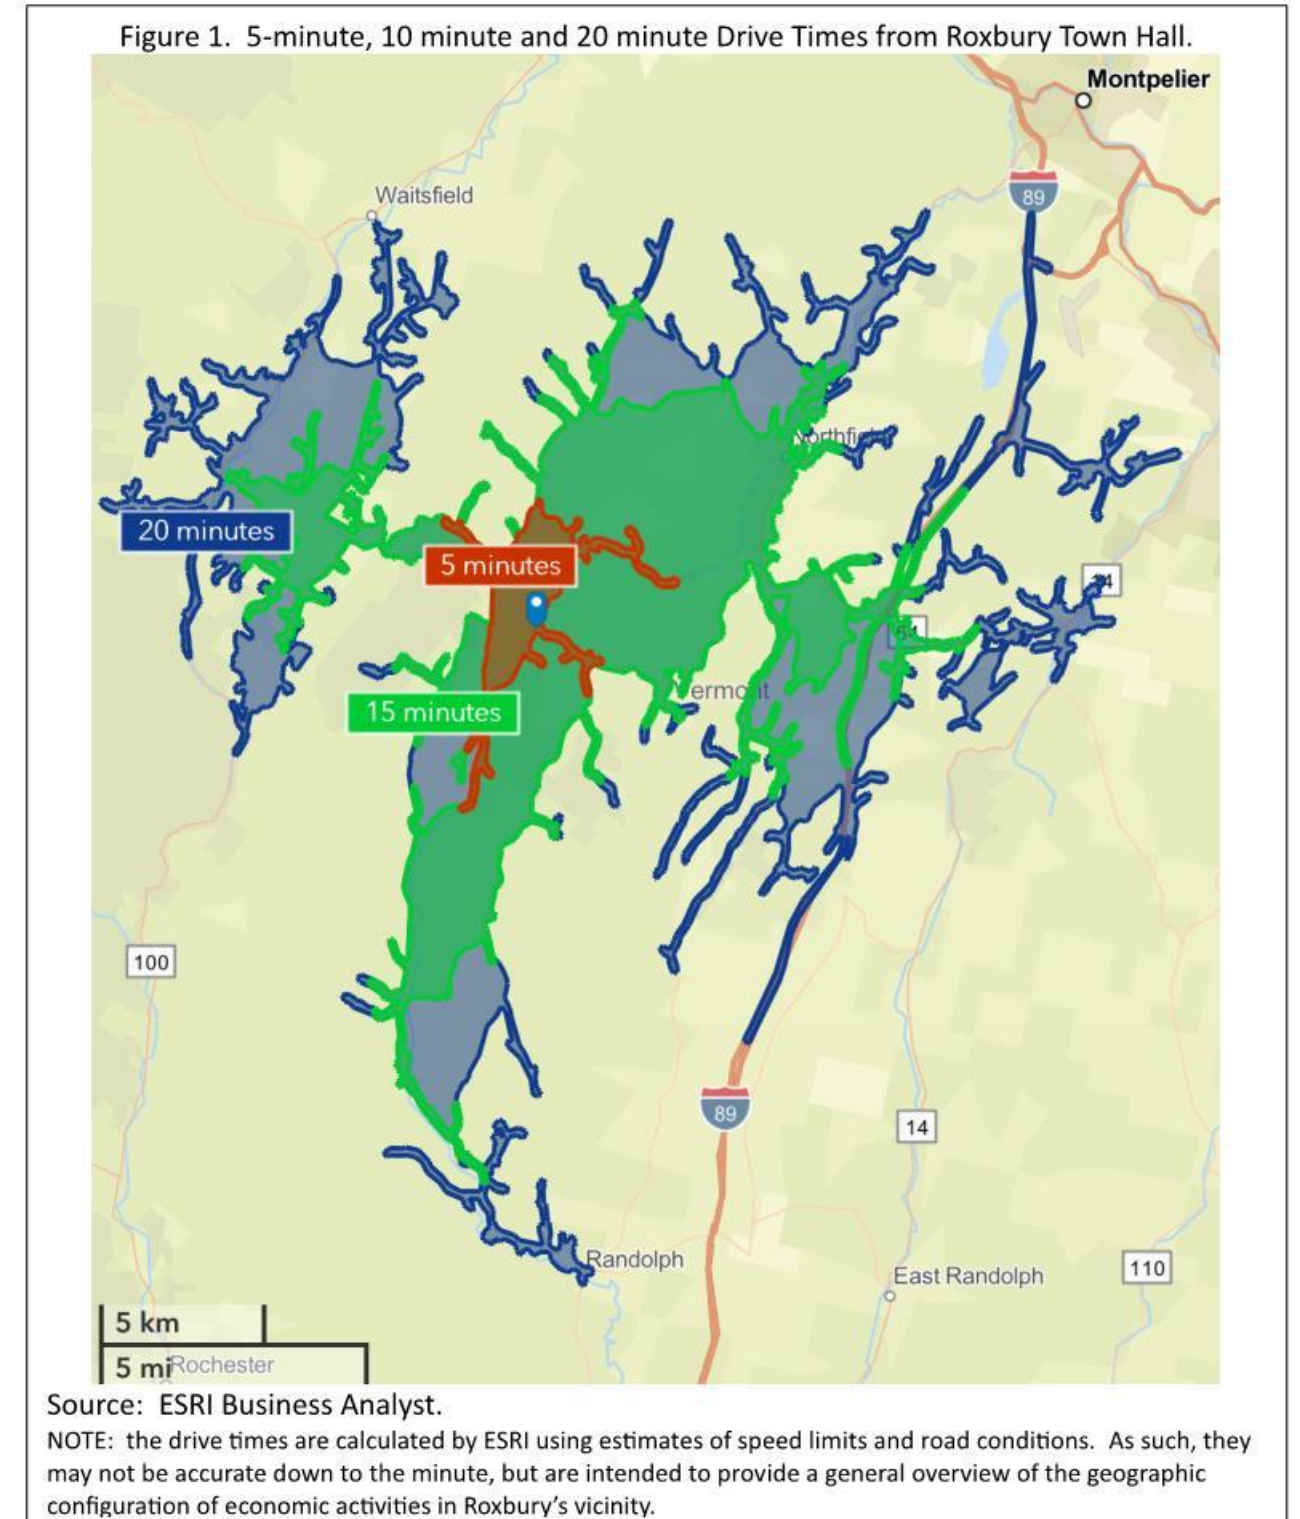 Figure 1.  5-minute, 10 minute and 20 minute Drive Times from Roxbury Town Hall.
Montpelier
Waitsfield
89
Northfield
20 minutes
5 minutes
14
64
Vermont
15 minutes
100
89
14
Randolph
East Randolph
110
5 km
5 mi
Rochester
Source:  ESRI Business Analyst.
NOTE:  the drive times are calculated by ESRI using estimates of speed limits and road conditions.  As such, they
may not be accurate down to the minute, but are intended to provide a general overview of the geographic
configuration of economic activities in Roxbury’s vicinity.